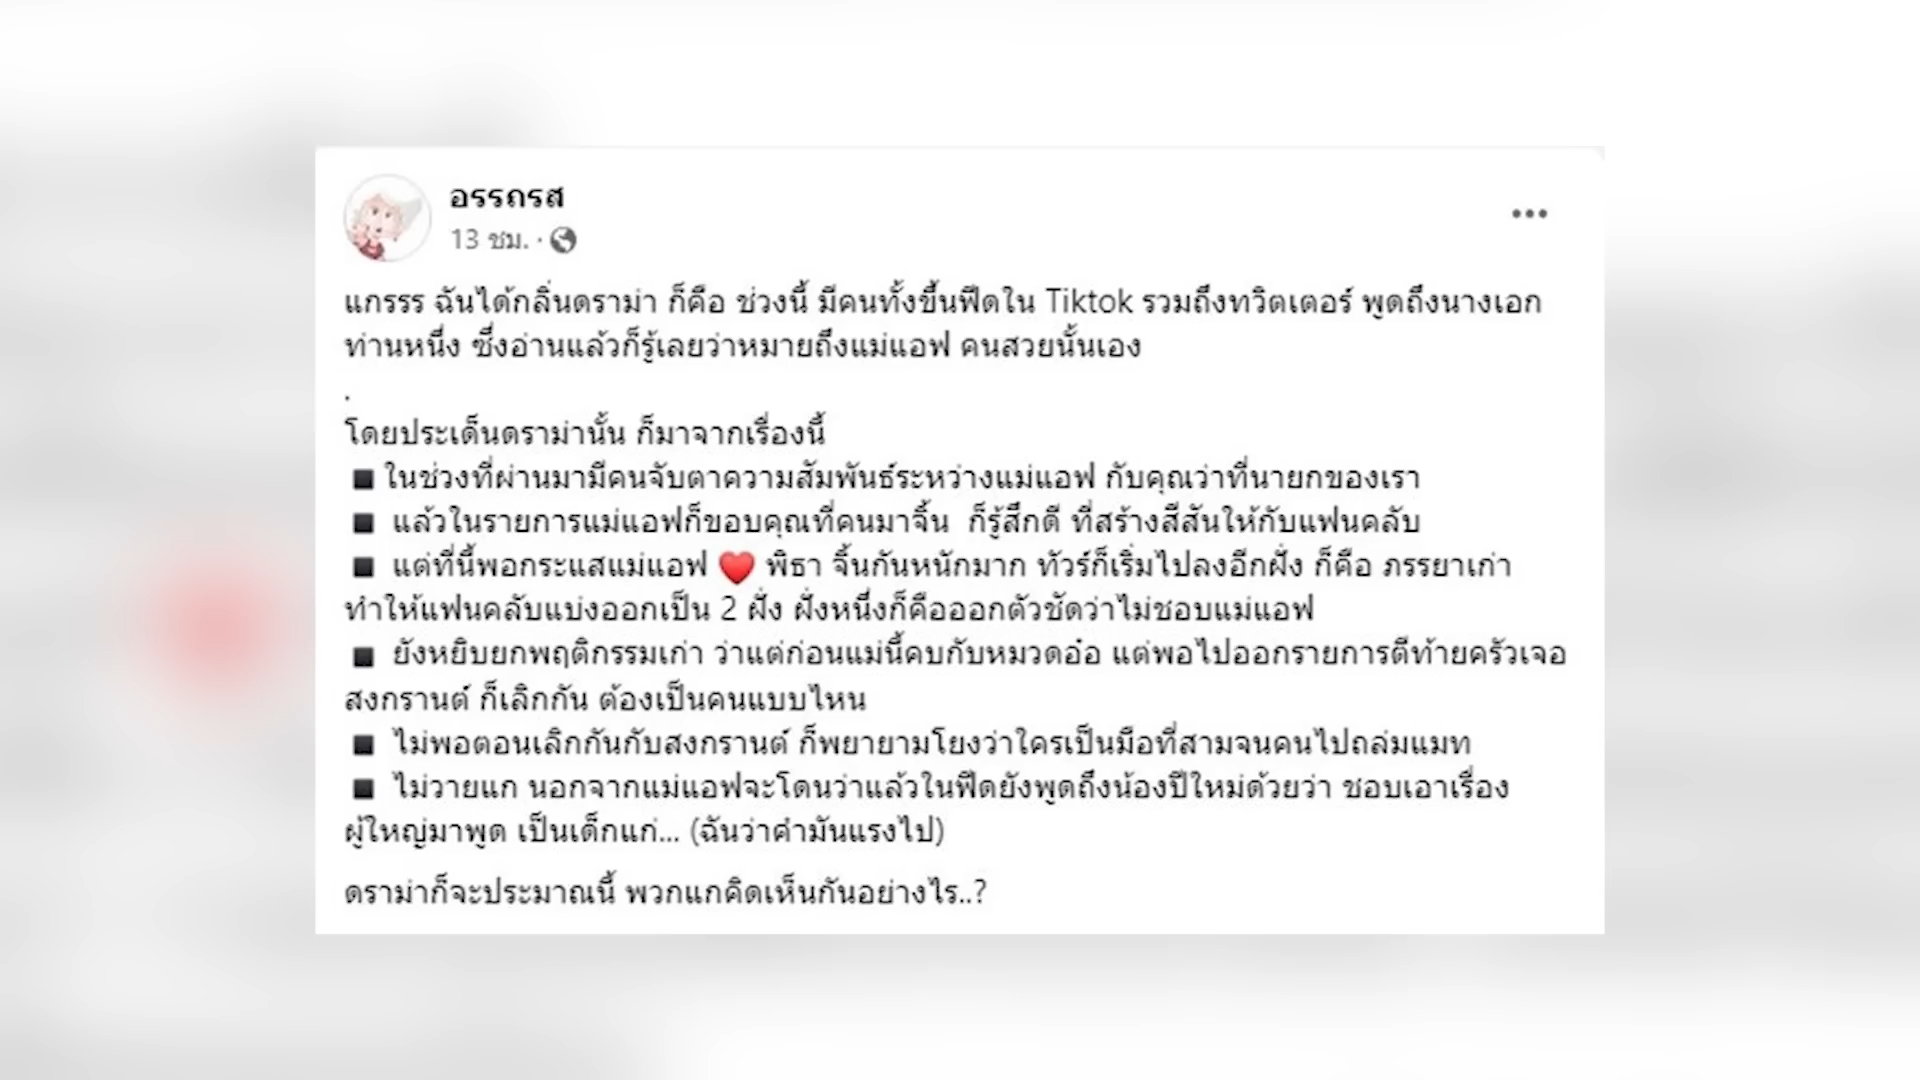 อรรถรส
13 ชม. ·
แกรรร ฉันได้กลิ่นดราม่า ก็คือ ช่วงนี้ มีคนทั้งขึ้นฟีดใน Tiktok รวมถึงทวิตเตอร์ พูดถึงนางเอก
ท่านหนึ่ง ซึ่งอ่านแล้วก็รู้เลยว่าหมายถึงแม่แอฟ คนสวยนั้นเอง
.
โดยประเด็นดราม่านั้น ก็มาจากเรื่องนี้
◾ ในช่วงที่ผ่านมามีคนจับตาความสัมพันธ์ระหว่างแม่แอฟ กับคุณว่าที่นายกของเรา
◾ แล้วในรายการแม่แอฟก็ขอบคุณที่คนมาจิ้น ก็รู้สึกดี ที่สร้างสีสันให้กับแฟนคลับ
◾ แต่ที่นี้พอกระแสแม่แอฟ ❤️ พิธา จิ้นกันหนักมาก ทัวร์ก็เริ่มไปลงอีกฝั่ง ก็คือ ภรรยาเก่า
ทำให้แฟนคลับแบ่งออกเป็น 2 ฝั่ง ฝั่งหนึ่งก็คือออกตัวชัดว่าไม่ชอบแม่แอฟ
◾ ยังหยิบยกพฤติกรรมเก่า ว่าแต่ก่อนแม่นี้คบกับหมวดอ๋อ แต่พอไปออกรายการตีท้ายครัวเจอ
สงกรานต์ ก็เลิกกัน ต้องเป็นคนแบบไหน
◾ ไม่พอตอนเลิกกันกับสงกรานต์ ก็พยายามโยงว่าใครเป็นมือที่สามจนคนไปถล่มแมท
◾ ไม่วายแก นอกจากแม่แอฟจะโดนว่าแล้วในฟีดยังพูดถึงน้องปีใหม่ด้วยว่า ชอบเอาเรื่อง
ผู้ใหญ่มาพูด เป็นเด็กแก่... (ฉันว่าคำมันแรงไป)
ดราม่าก็จะประมาณนี้ พวกแกคิดเห็นกันอย่างไร..?